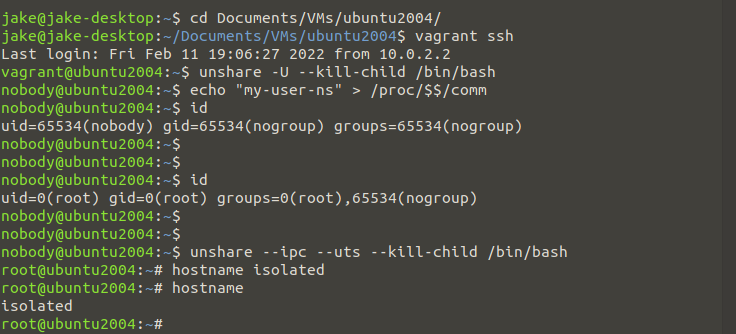 jake@jake-desktop:~$ cd Documents/VMs/ubuntu2004/
jake@jake-desktop:~/Documents/VMs/ubuntu2004$ vagrant ssh
Last login: Fri Feb 11 19:06:27 2022 from 10.0.2.2
vagrant@ubuntu2004:~$ unshare -U --kill-child /bin/bash
nobody@ubuntu2004:~$ echo "my-user-ns" > /proc/$$/comm
nobody@ubuntu2004:~$ id
uid=65534(nobody) gid=65534(nogroup) groups=65534(nogroup)
nobody@ubuntu2004:~$
nobody@ubuntu2004:~$
nobody@ubuntu2004:~$ id
uid=0(root) gid=0(root) groups=0(root),65534(nogroup)
nobody@ubuntu2004:~$
nobody@ubuntu2004:~$
nobody@ubuntu2004:~$ unshare --ipc --uts --kill-child /bin/bash
root@ubuntu2004:~# hostname isolated
root@ubuntu2004:~# hostname
isolated
root@ubuntu2004:~#